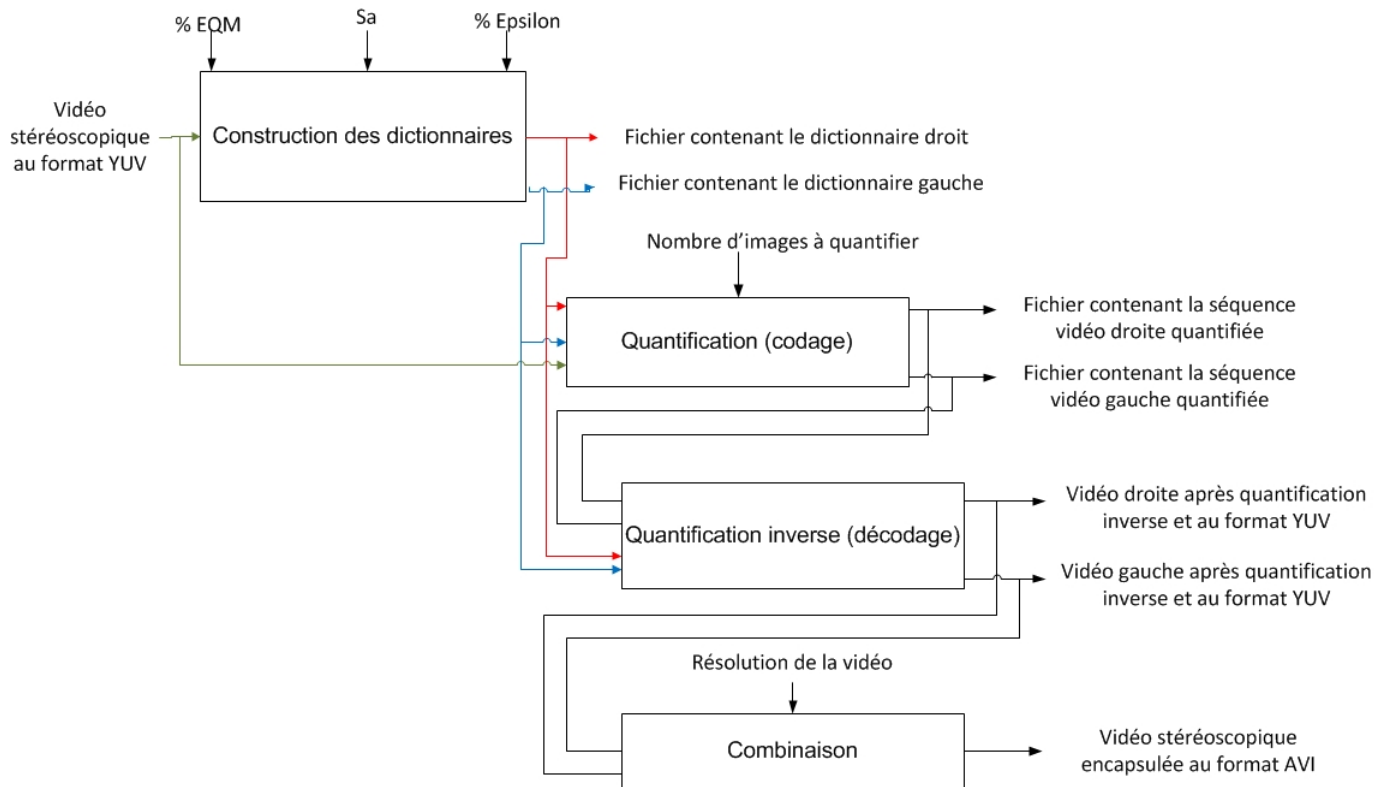 % EQM
Sa
% Epsilon
Vidéo
stéréoscopique
au format YUV
Construction des dictionnaires
Fichier contenant le dictionnaire droit
Fichier contenant le dictionnaire gauche
Nombre d'images à quantifier
Quantification (codage)
Fichier contenant la séquence
vidéo droite quantifiée
Fichier contenant la séquence
vidéo gauche quantifiée
Quantification inverse (décodage)
Vidéo droite après quantification
inverse et au format YUV
Vidéo gauche après quantification
inverse et au format YUV
Résolution de la vidéo
Combinaison
Vidéo stéréoscopique
encapsulée au format AVI